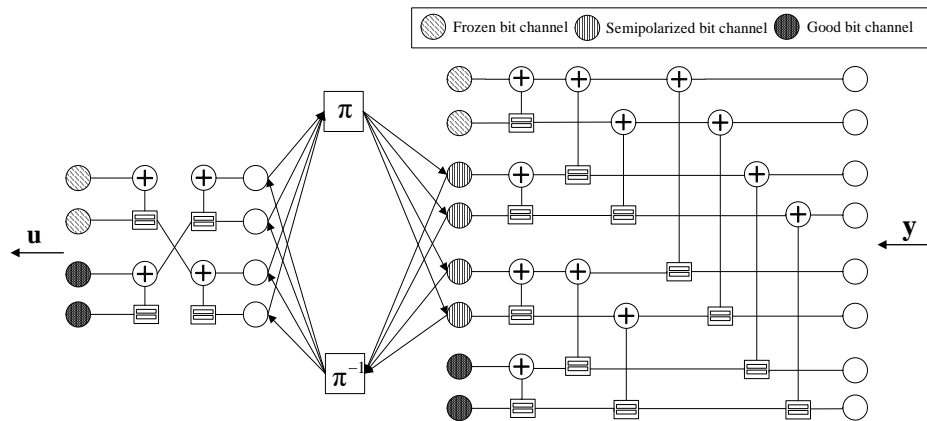 Frozen bit channel Semipolarized bit channel Good bit channel
π
u
y
π⁻¹